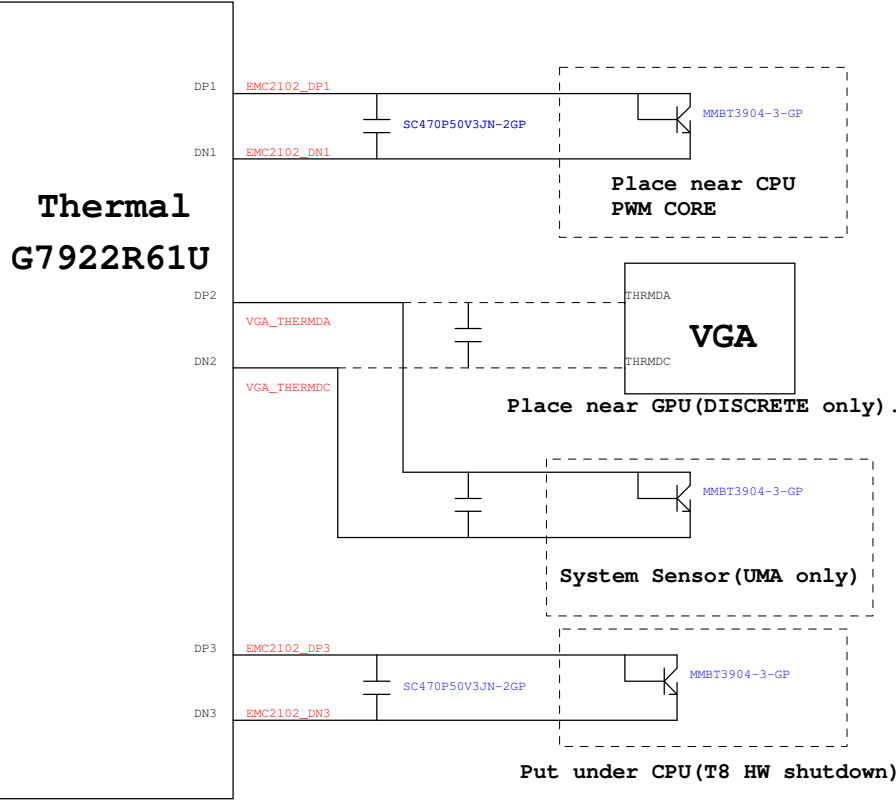 DP1
EMC2102_DP1
MMBT3904-3-GP
SC470P50V3JN-2GP
DN1
EMC2102_DN1
Place near CPU
PWM CORE
Thermal
G7922R61U
DP2
THRMDA
VGA_THERMDA
VGA
DN2
THRMDC
VGA_THERMDC
Place near GPU(DISCRETE only).
MMBT3904-3-GP
System Sensor(UMA only)
DP3
EMC2102_DP3
MMBT3904-3-GP
SC470P50V3JN-2GP
DN3
EMC2102_DN3
Put under CPU(T8 HW shutdown)